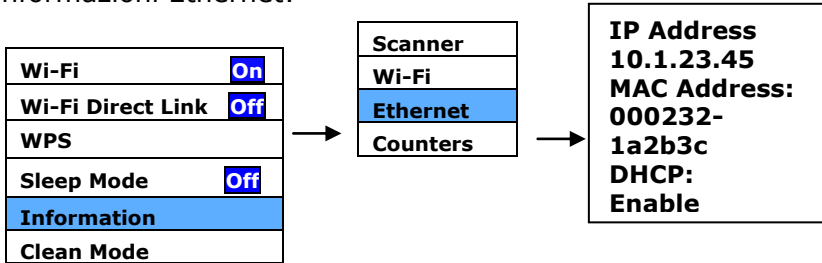 informazioni Ethernet:
Wi-Fi On
Wi-Fi Direct Link Off
WPS
Sleep Mode Off
Information
Clean Mode
Scanner
Wi-Fi
Ethernet
Counters
IP Address
10.1.23.45
MAC Address:
000232-
1a2b3c
DHCP:
Enable